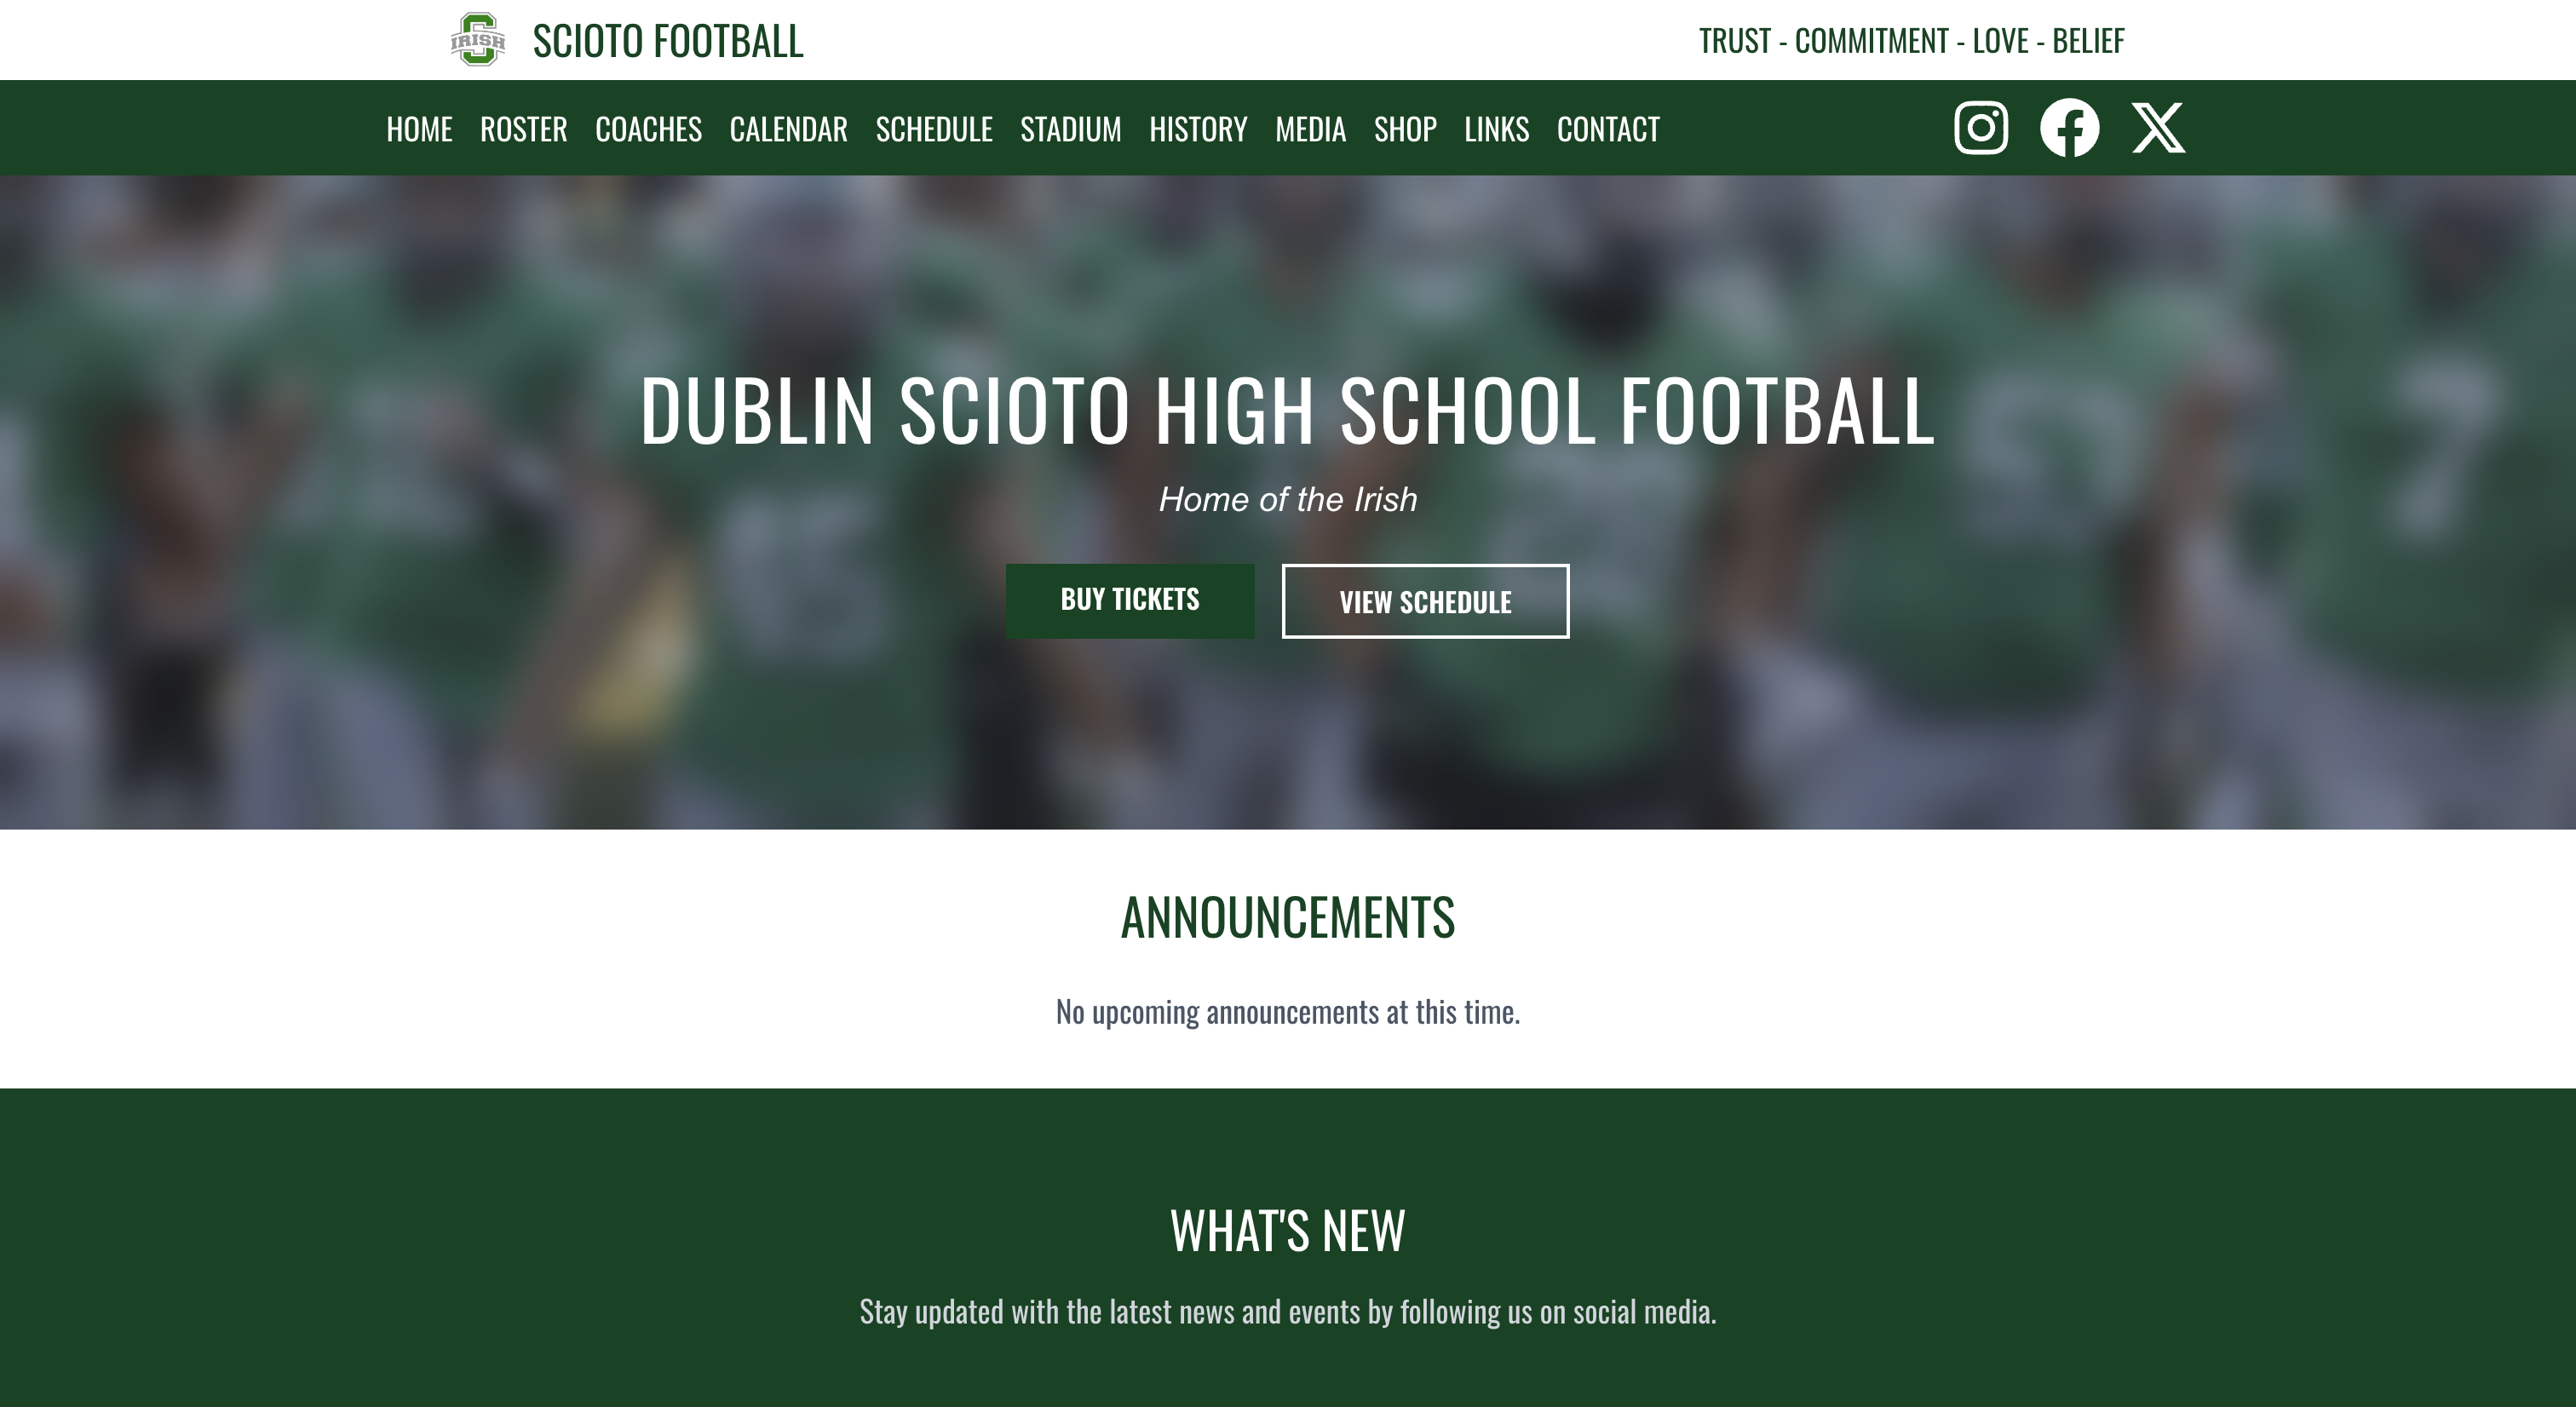 IRISH
SCIOTO FOOTBALL
TRUST - COMMITMENT - LOVE - BELIEF
HOME ROSTER COACHES CALENDAR SCHEDULE STADIUM HISTORY MEDIA SHOP LINKS CONTACT
DUBLIN SCIOTO HIGH SCHOOL FOOTBALL
Home of the Irish
BUY TICKETS VIEW SCHEDULE
15
7
ANNOUNCEMENTS
No upcoming announcements at this time.
WHAT'S NEW
Stay updated with the latest news and events by following us on social media.